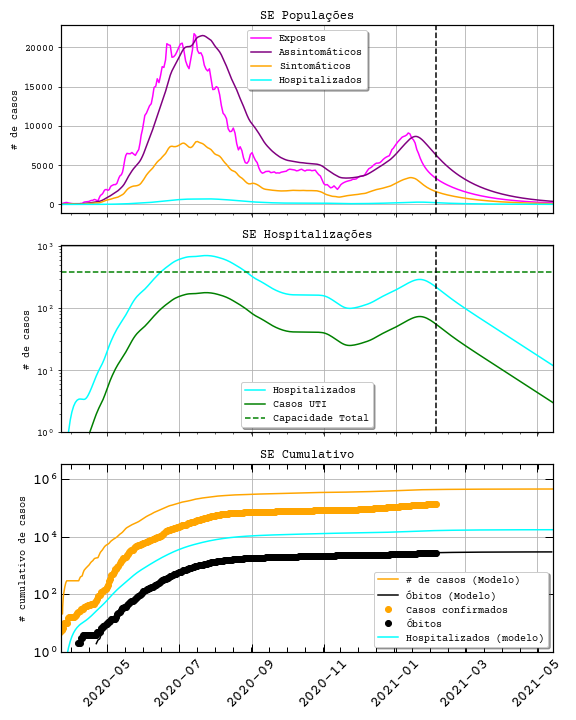 SE Populações
# de casos
20000
15000
10000
5000
0
Expostos
Assintomáticos
Sintomáticos
Hospitalizados
SE Hospitalizações
# de casos
10³
10²
10¹
10⁰
Hospitalizados
Casos UTI
Capacidade Total
SE Cumulativo
# cumulativo de casos
10⁶
10⁴
10²
10⁰
# de casos (Modelo)
Óbitos (Modelo)
Casos confirmados
Óbitos
Hospitalizados (modelo)
2020-05
2020-07
2020-09
2020-11
2021-01
2021-03
2021-05